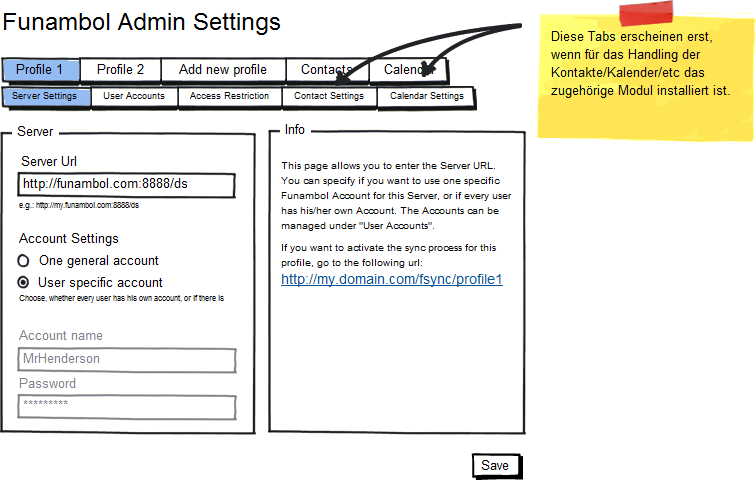 Funambol Admin Settings
Profile 1
Profile 2
Add new profile
Contacts
Calendar
Server Settings
User Accounts
Access Restriction
Contact Settings
Calendar Settings
Diese Tabs erscheinen erst,
wenn für das Handling der
Kontakte/Kalender/etc das
zugehörige Modul installiert ist.
Server
Server Url
http://funambol.com:8888/ds
e.g.: http://my.funambol.com:8888/ds
Account Settings
One general account
User specific account
Choose, whether every user has his own account, or if there is
Account name
MrHenderson
Password
*********
Info
This page allows you to enter the Server URL.
You can specify if you want to use one specific
Funambol Account for this Server, or if every user
has his/her own Account. The Accounts can be
managed under "User Accounts".
If you want to activate the sync process for this
profile, go to the following url:
http://my.domain.com/fsync/profile1
Save